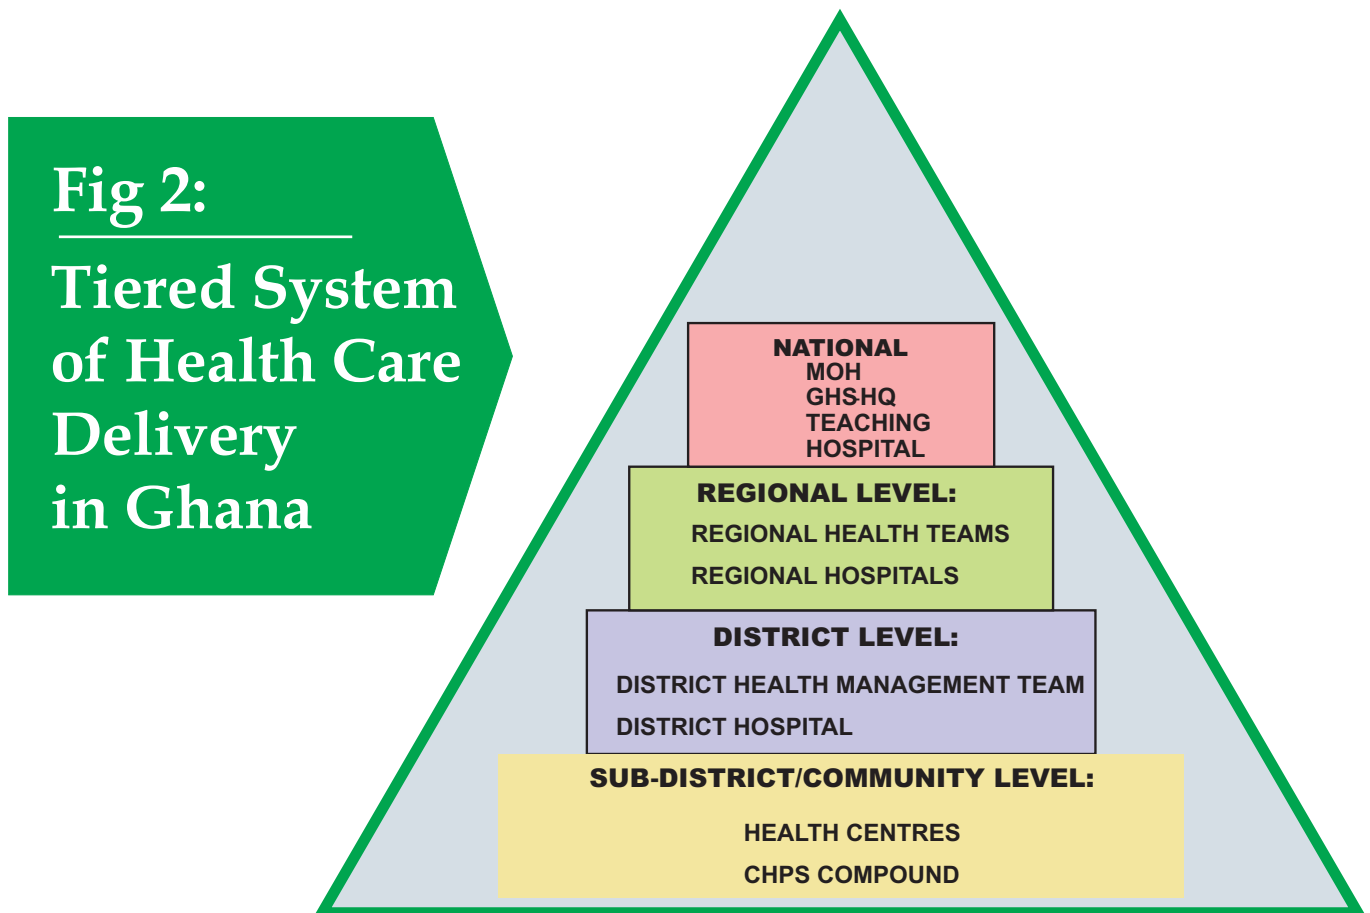 Fig 2:
Tiered System
of Health Care
Delivery
in Ghana
NATIONAL
MOH
GHS-HQ
TEACHING
HOSPITAL
REGIONAL LEVEL:
REGIONAL HEALTH TEAMS
REGIONAL HOSPITALS
DISTRICT LEVEL:
DISTRICT HEALTH MANAGEMENT TEAM
DISTRICT HOSPITAL
SUB-DISTRICT/COMMUNITY LEVEL:
HEALTH CENTRES
CHPS COMPOUND